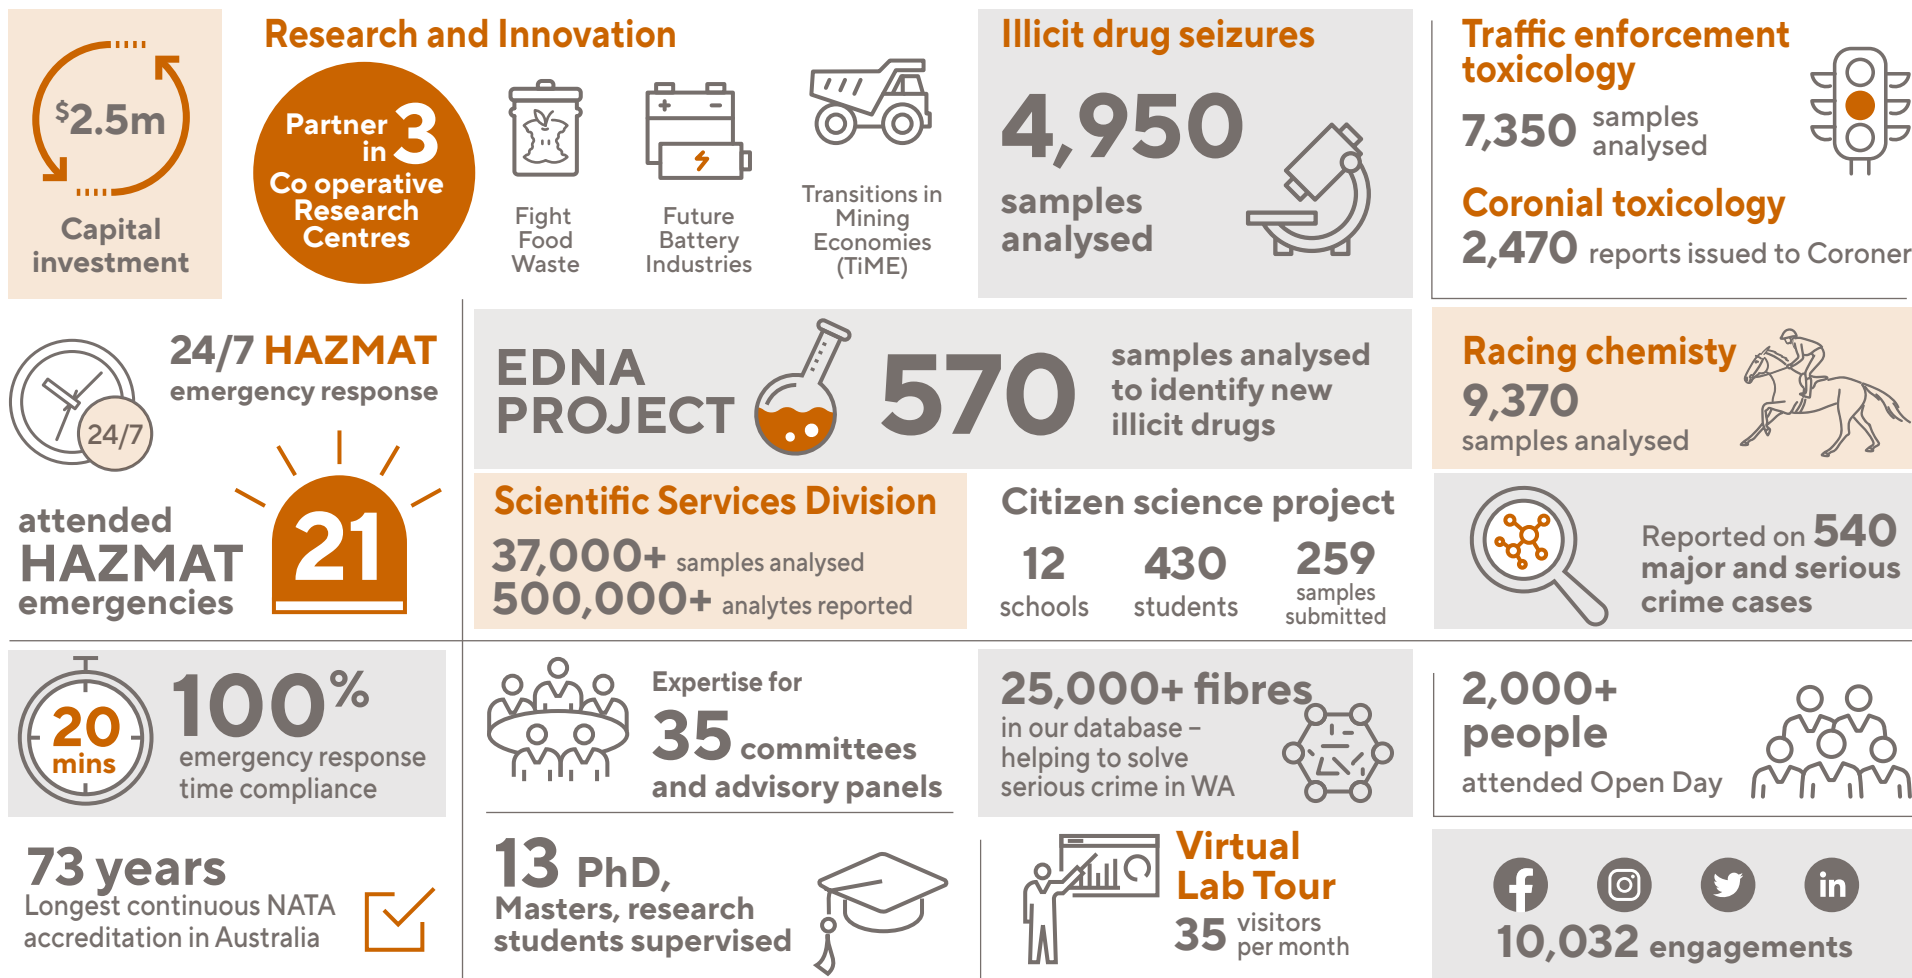 $2.5m
Capital
investment
Research and Innovation
Partner
in 3
Co operative
Research
Centres
Fight
Food
Waste
Future
Battery
Industries
Transitions in
Mining
Economies
(TiME)
Illicit drug seizures
4,950
samples
analysed
Traffic enforcement
toxicology
7,350 samples
analysed
Coronial toxicology
2,470 reports issued to Coroner
24/7 HAZMAT
emergency response
24/7
attended
HAZMAT
emergencies
21
EDNA
PROJECT
570
samples analysed
to identify new
illicit drugs
Racing chemisty
9,370
samples analysed
Scientific Services Division
37,000+ samples analysed
500,000+ analytes reported
Citizen science project
12
schools
430
students
259
samples
submitted
Reported on 540
major and serious
crime cases
20
mins
100%
emergency response
time compliance
Expertise for
35 committees
and advisory panels
25,000+ fibres
in our database –
helping to solve
serious crime in WA
2,000+
people
attended Open Day
73 years
Longest continuous NATA
accreditation in Australia
13 PhD,
Masters, research
students supervised
Virtual
Lab Tour
35 visitors
per month
f
in
10,032 engagements